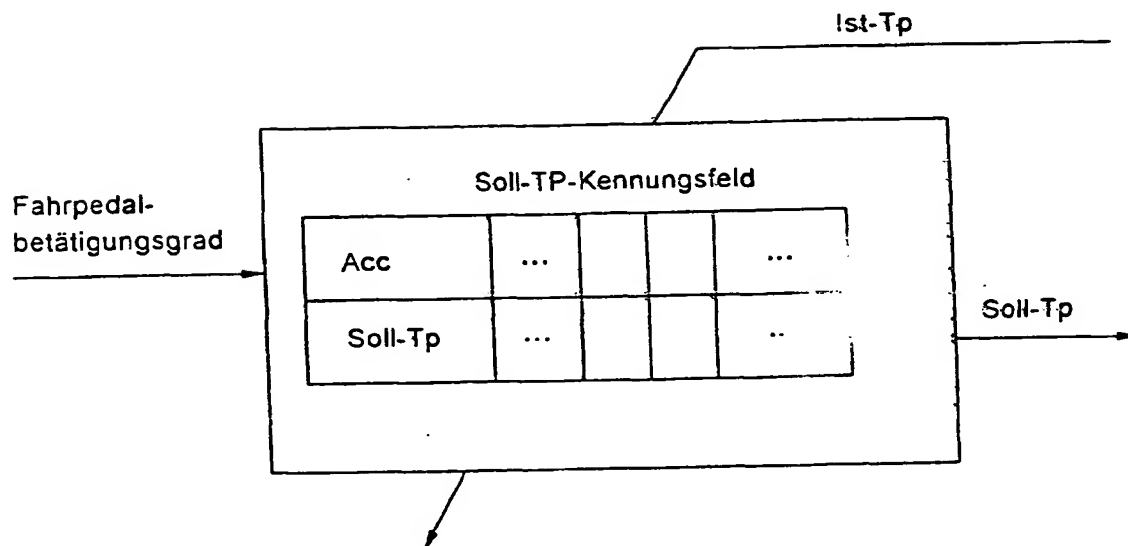 Ist-Tp
Soll-TP-Kennungsfeld
Fahrpedal-
betätigungsgrad
Acc ... ...
Soll-Tp ... ..
Soll-Tp